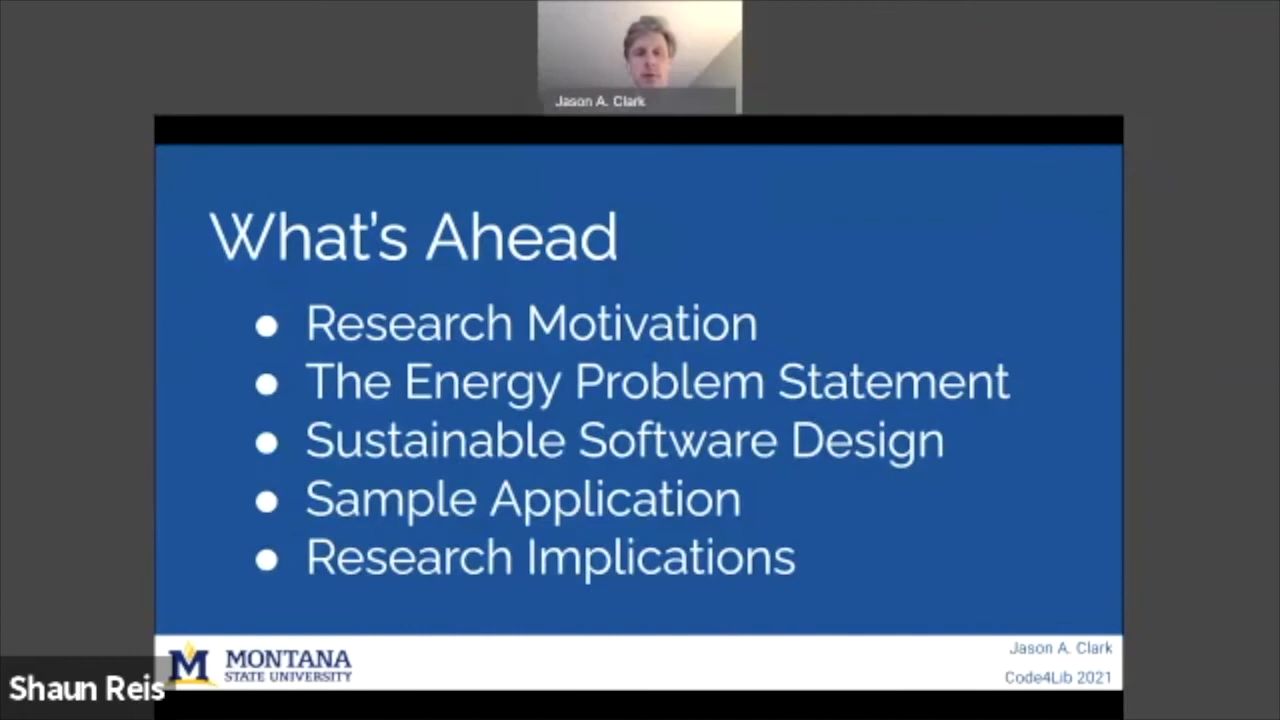 Jason A. Clark
What's Ahead
● Research Motivation
● The Energy Problem Statement
● Sustainable Software Design
● Sample Application
● Research Implications
M MONTANA
STATE UNIVERSITY
Jason A. Clark
Code4Lib 2021
Shaun Reis